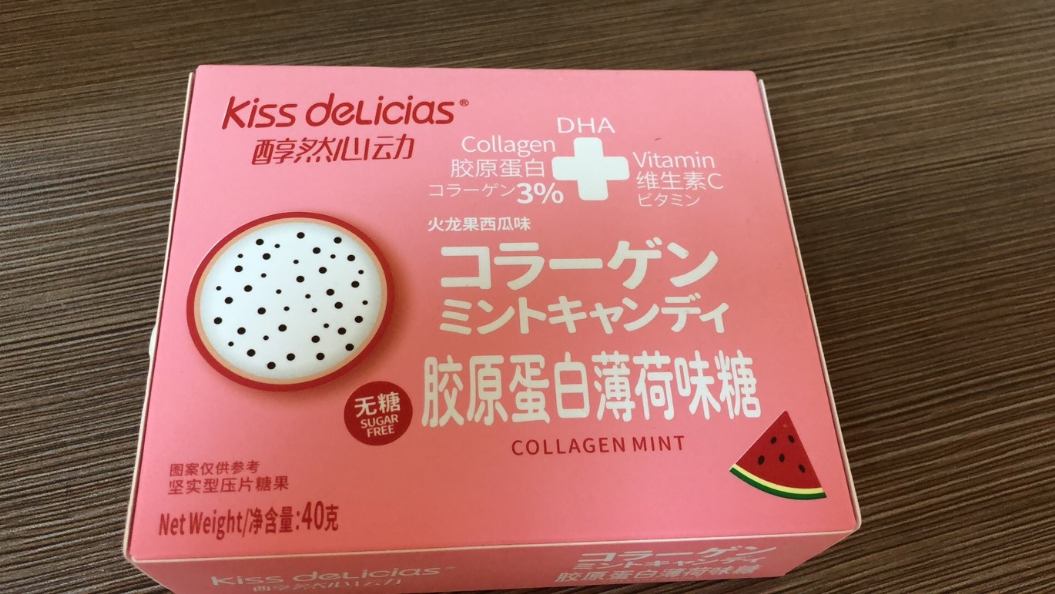 Kiss deLicias®
醇然心动
DHA
Collagen
胶原蛋白
コラーゲン3%
Vitamin
维生素C
ビタミン
火龙果西瓜味
コラーゲン
ミントキャンディ
胶原蛋白薄荷味糖
COLLAGEN MINT
无糖
SUGAR
FREE
图案仅供参考
坚实型压片糖果
Net Weight/净含量:40克
Kiss deLicias®
醇然心动
コラーゲン
ミントキャンディ
胶原蛋白薄荷味糖